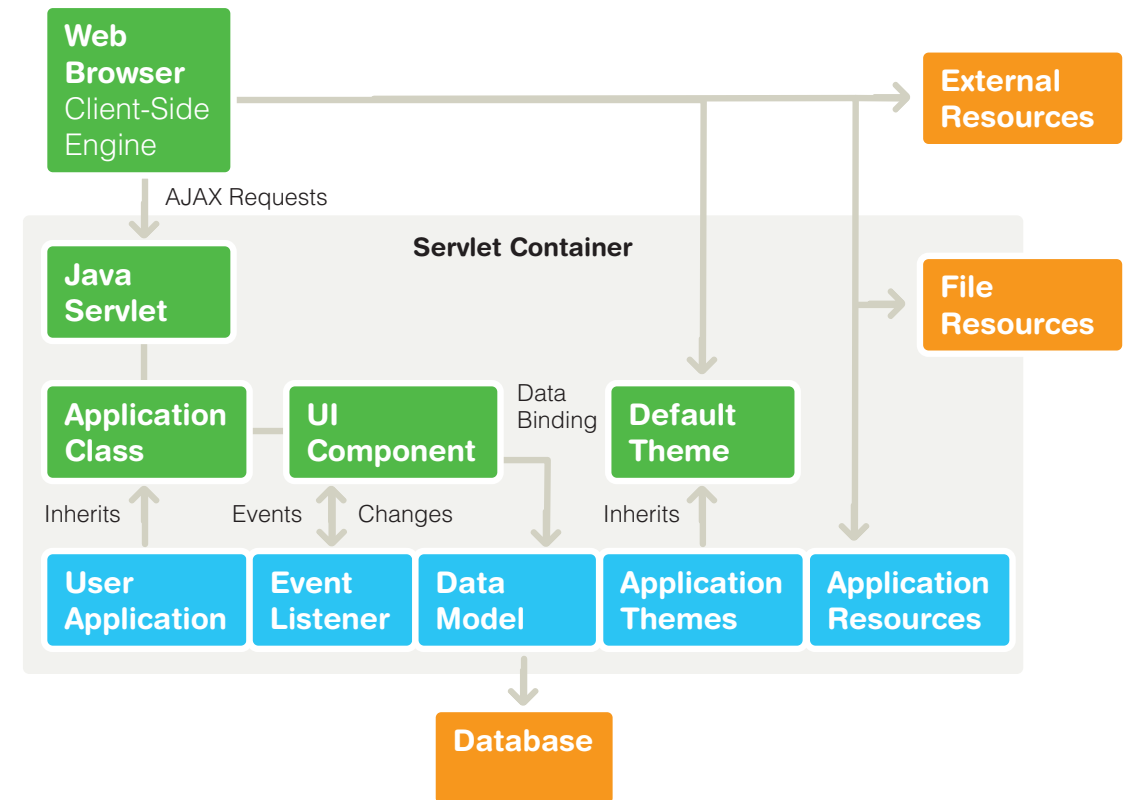 Web
Browser
Client-Side
Engine
External
Resources
AJAX Requests
Servlet Container
Java
Servlet
File
Resources
Application
Class
UI
Component
Data
Binding
Default
Theme
Inherits
Events
Changes
Inherits
User
Application
Event
Listener
Data
Model
Application
Themes
Application
Resources
Database